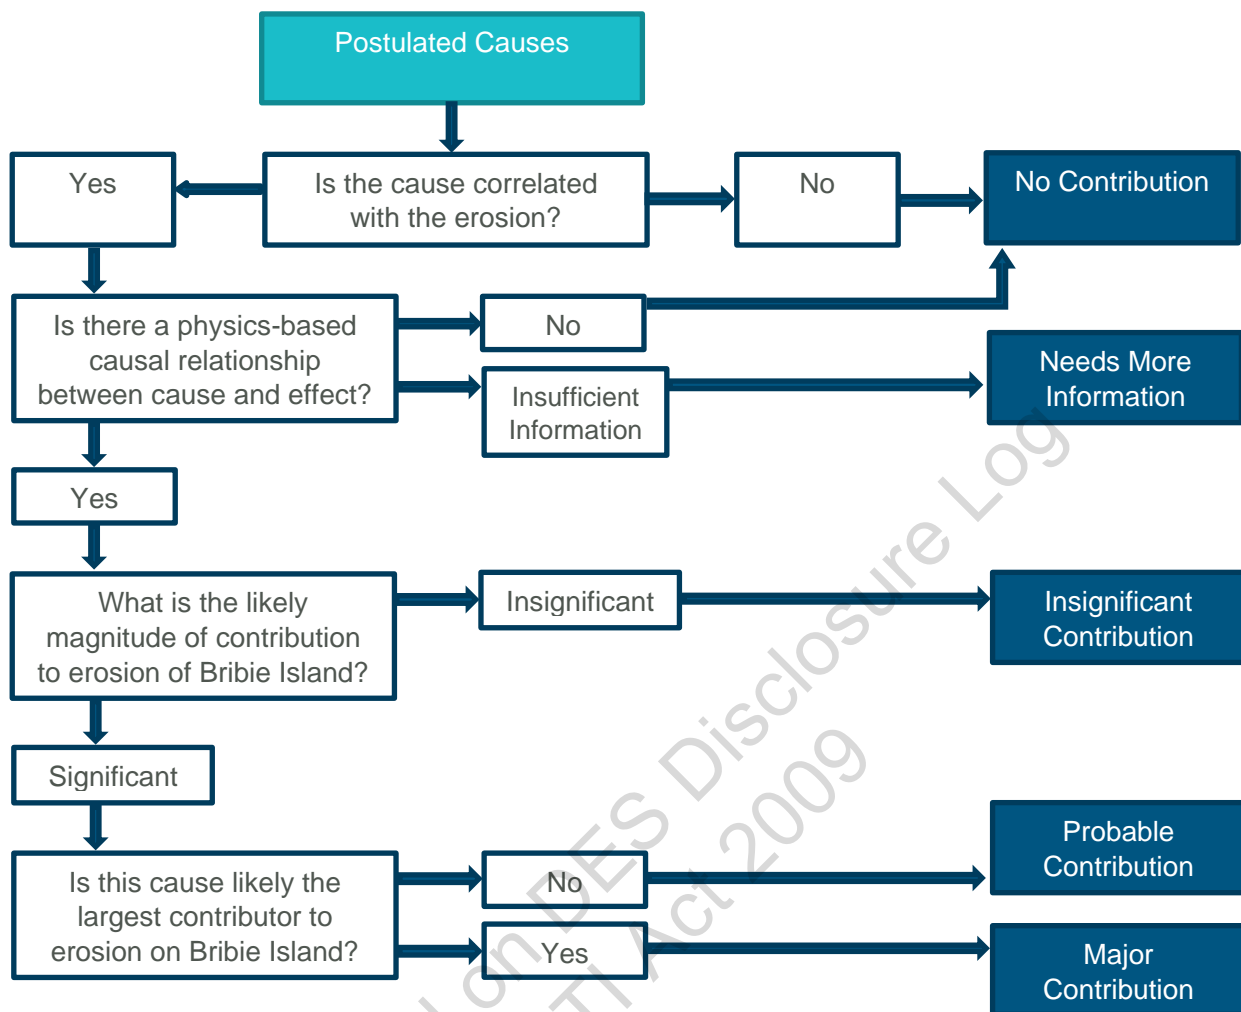 Postulated Causes
Yes
Is the cause correlated
with the erosion?
No
No Contribution
Is there a physics-based
causal relationship
between cause and effect?
No
Insufficient
Information
Needs More
Information
Yes
What is the likely
magnitude of contribution
to erosion of Bribie Island?
Insignificant
Insignificant
Contribution
Significant
Is this cause likely the
largest contributor to
erosion on Bribie Island?
No
Probable
Contribution
Yes
Major
Contribution
on DES Disclosure Log
TI Act 2009